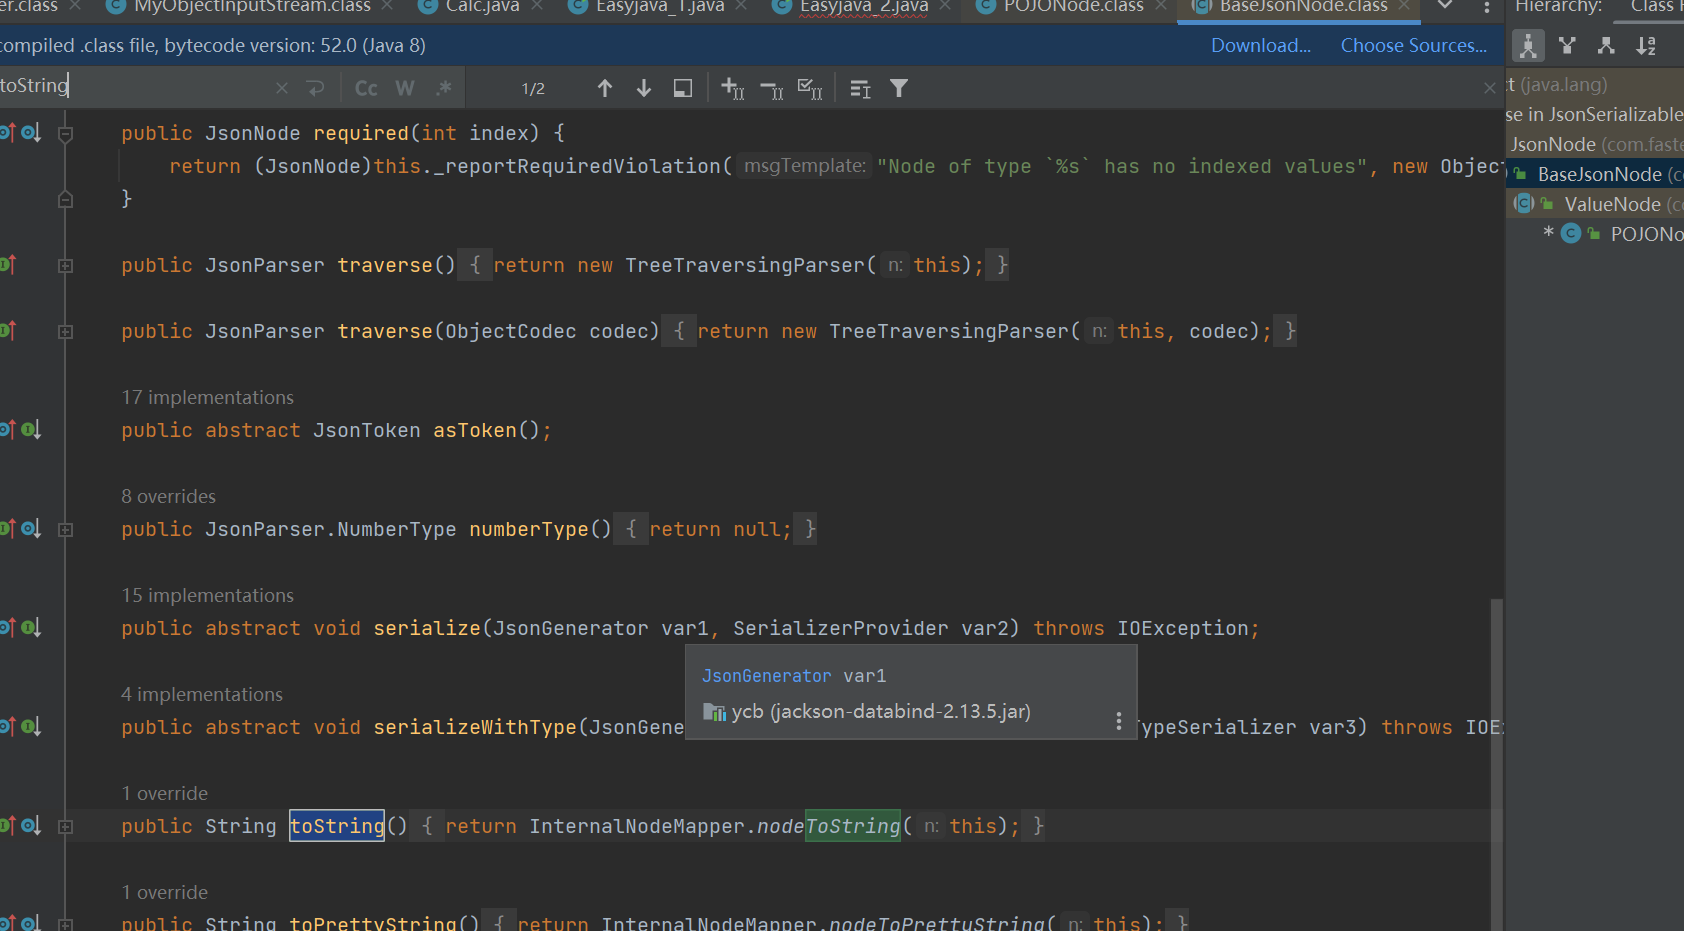 er.class MyObjectInputStream.class Calc.java Easyjava_1.java Easyjava_2.java POJONode.class BaseJsonNode.class Hierarchy: Class
compiled .class file, bytecode version: 52.0 (Java 8) Download... Choose Sources...
toString Cc W .* 1/2
t (java.lang)
se in JsonSerializable
JsonNode (com.faste
BaseJsonNode (c
ValueNode (c
* POJONo
public JsonNode required(int index) {
return (JsonNode)this._reportRequiredViolation( msgTemplate: "Node of type `%s` has no indexed values", new Objec
}
public JsonParser traverse() { return new TreeTraversingParser( n: this); }
public JsonParser traverse(ObjectCodec codec) { return new TreeTraversingParser( n: this, codec); }
17 implementations
public abstract JsonToken asToken();
8 overrides
public JsonParser.NumberType numberType() { return null; }
15 implementations
public abstract void serialize(JsonGenerator var1, SerializerProvider var2) throws IOException;
JsonGenerator var1
ycb (jackson-databind-2.13.5.jar)
4 implementations
public abstract void serializeWithType(JsonGene ypeSerializer var3) throws IOE
1 override
public String toString() { return InternalNodeMapper.nodeToString( n: this); }
1 override
public String toPrettyString() { return InternalNodeMapper.nodeToPrettyString( n: this); }